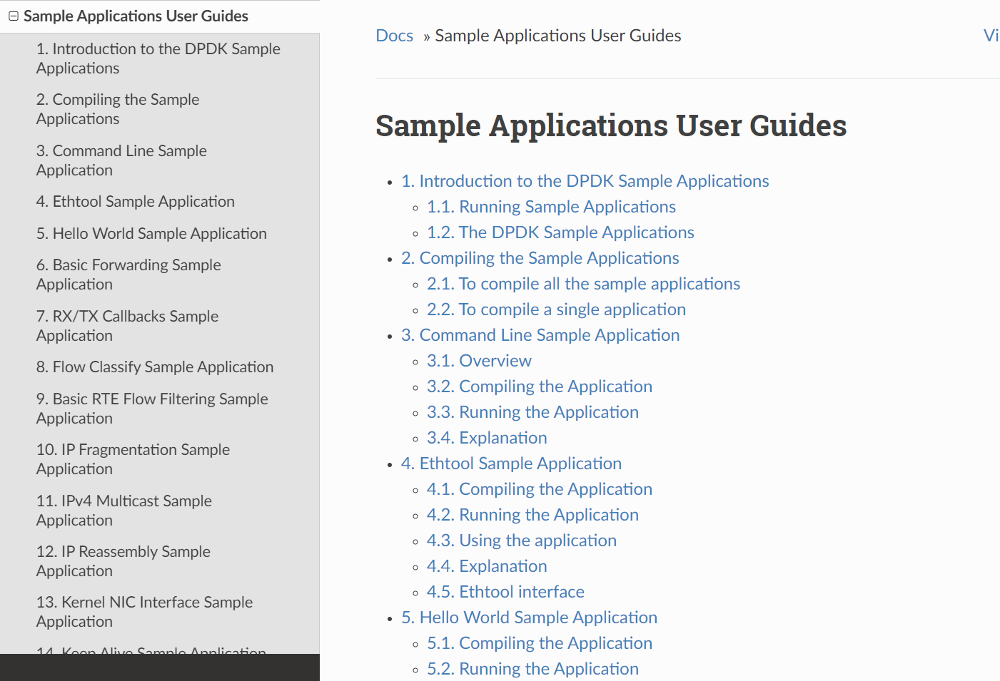 Sample Applications User Guides
1. Introduction to the DPDK Sample
Applications
2. Compiling the Sample
Applications
3. Command Line Sample
Application
4. Ethtool Sample Application
5. Hello World Sample Application
6. Basic Forwarding Sample
Application
7. RX/TX Callbacks Sample
Application
8. Flow Classify Sample Application
9. Basic RTE Flow Filtering Sample
Application
10. IP Fragmentation Sample
Application
11. IPv4 Multicast Sample
Application
12. IP Reassembly Sample
Application
13. Kernel NIC Interface Sample
Application
14. Keep Alive Sample Application
Docs » Sample Applications User Guides
Vi
Sample Applications User Guides
1. Introduction to the DPDK Sample Applications
1.1. Running Sample Applications
1.2. The DPDK Sample Applications
2. Compiling the Sample Applications
2.1. To compile all the sample applications
2.2. To compile a single application
3. Command Line Sample Application
3.1. Overview
3.2. Compiling the Application
3.3. Running the Application
3.4. Explanation
4. Ethtool Sample Application
4.1. Compiling the Application
4.2. Running the Application
4.3. Using the application
4.4. Explanation
4.5. Ethtool interface
5. Hello World Sample Application
5.1. Compiling the Application
5.2. Running the Application